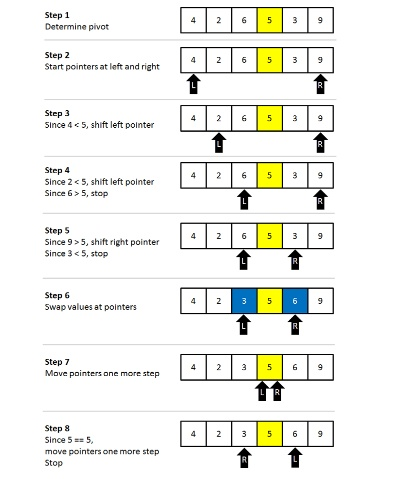 Step 1
Determine pivot
4 2 6 5 3 9
Step 2
Start pointers at left and right
4 2 6 5 3 9
L R
Step 3
Since 4 < 5, shift left pointer
4 2 6 5 3 9
L R
Step 4
Since 2 < 5, shift left pointer
Since 6 > 5, stop
4 2 6 5 3 9
L R
Step 5
Since 9 > 5, shift right pointer
Since 3 < 5, stop
4 2 6 5 3 9
L R
Step 6
Swap values at pointers
4 2 3 5 6 9
L R
Step 7
Move pointers one more step
4 2 3 5 6 9
L R
Step 8
Since 5 == 5,
move pointers one more step
Stop
4 2 3 5 6 9
R L